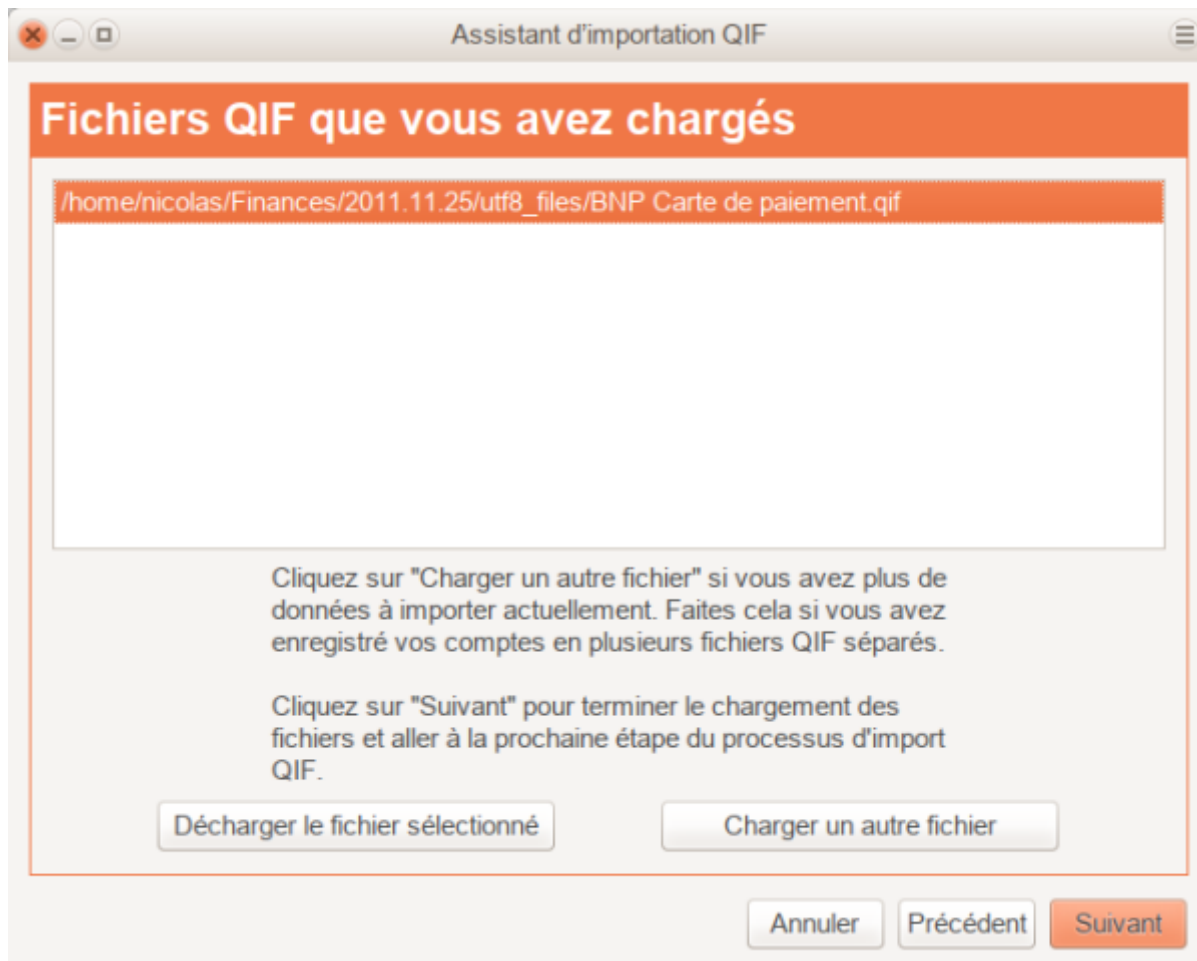 Assistant d'importation QIF
Fichiers QIF que vous avez chargés
/home/nicolas/Finances/2011.11.25/utf8_files/BNP Carte de paiement.qif
Cliquez sur "Charger un autre fichier" si vous avez plus de
données à importer actuellement. Faites cela si vous avez
enregistré vos comptes en plusieurs fichiers QIF séparés.
Cliquez sur "Suivant" pour terminer le chargement des
fichiers et aller à la prochaine étape du processus d'import
QIF.
Décharger le fichier sélectionné
Charger un autre fichier
Annuler
Précédent
Suivant